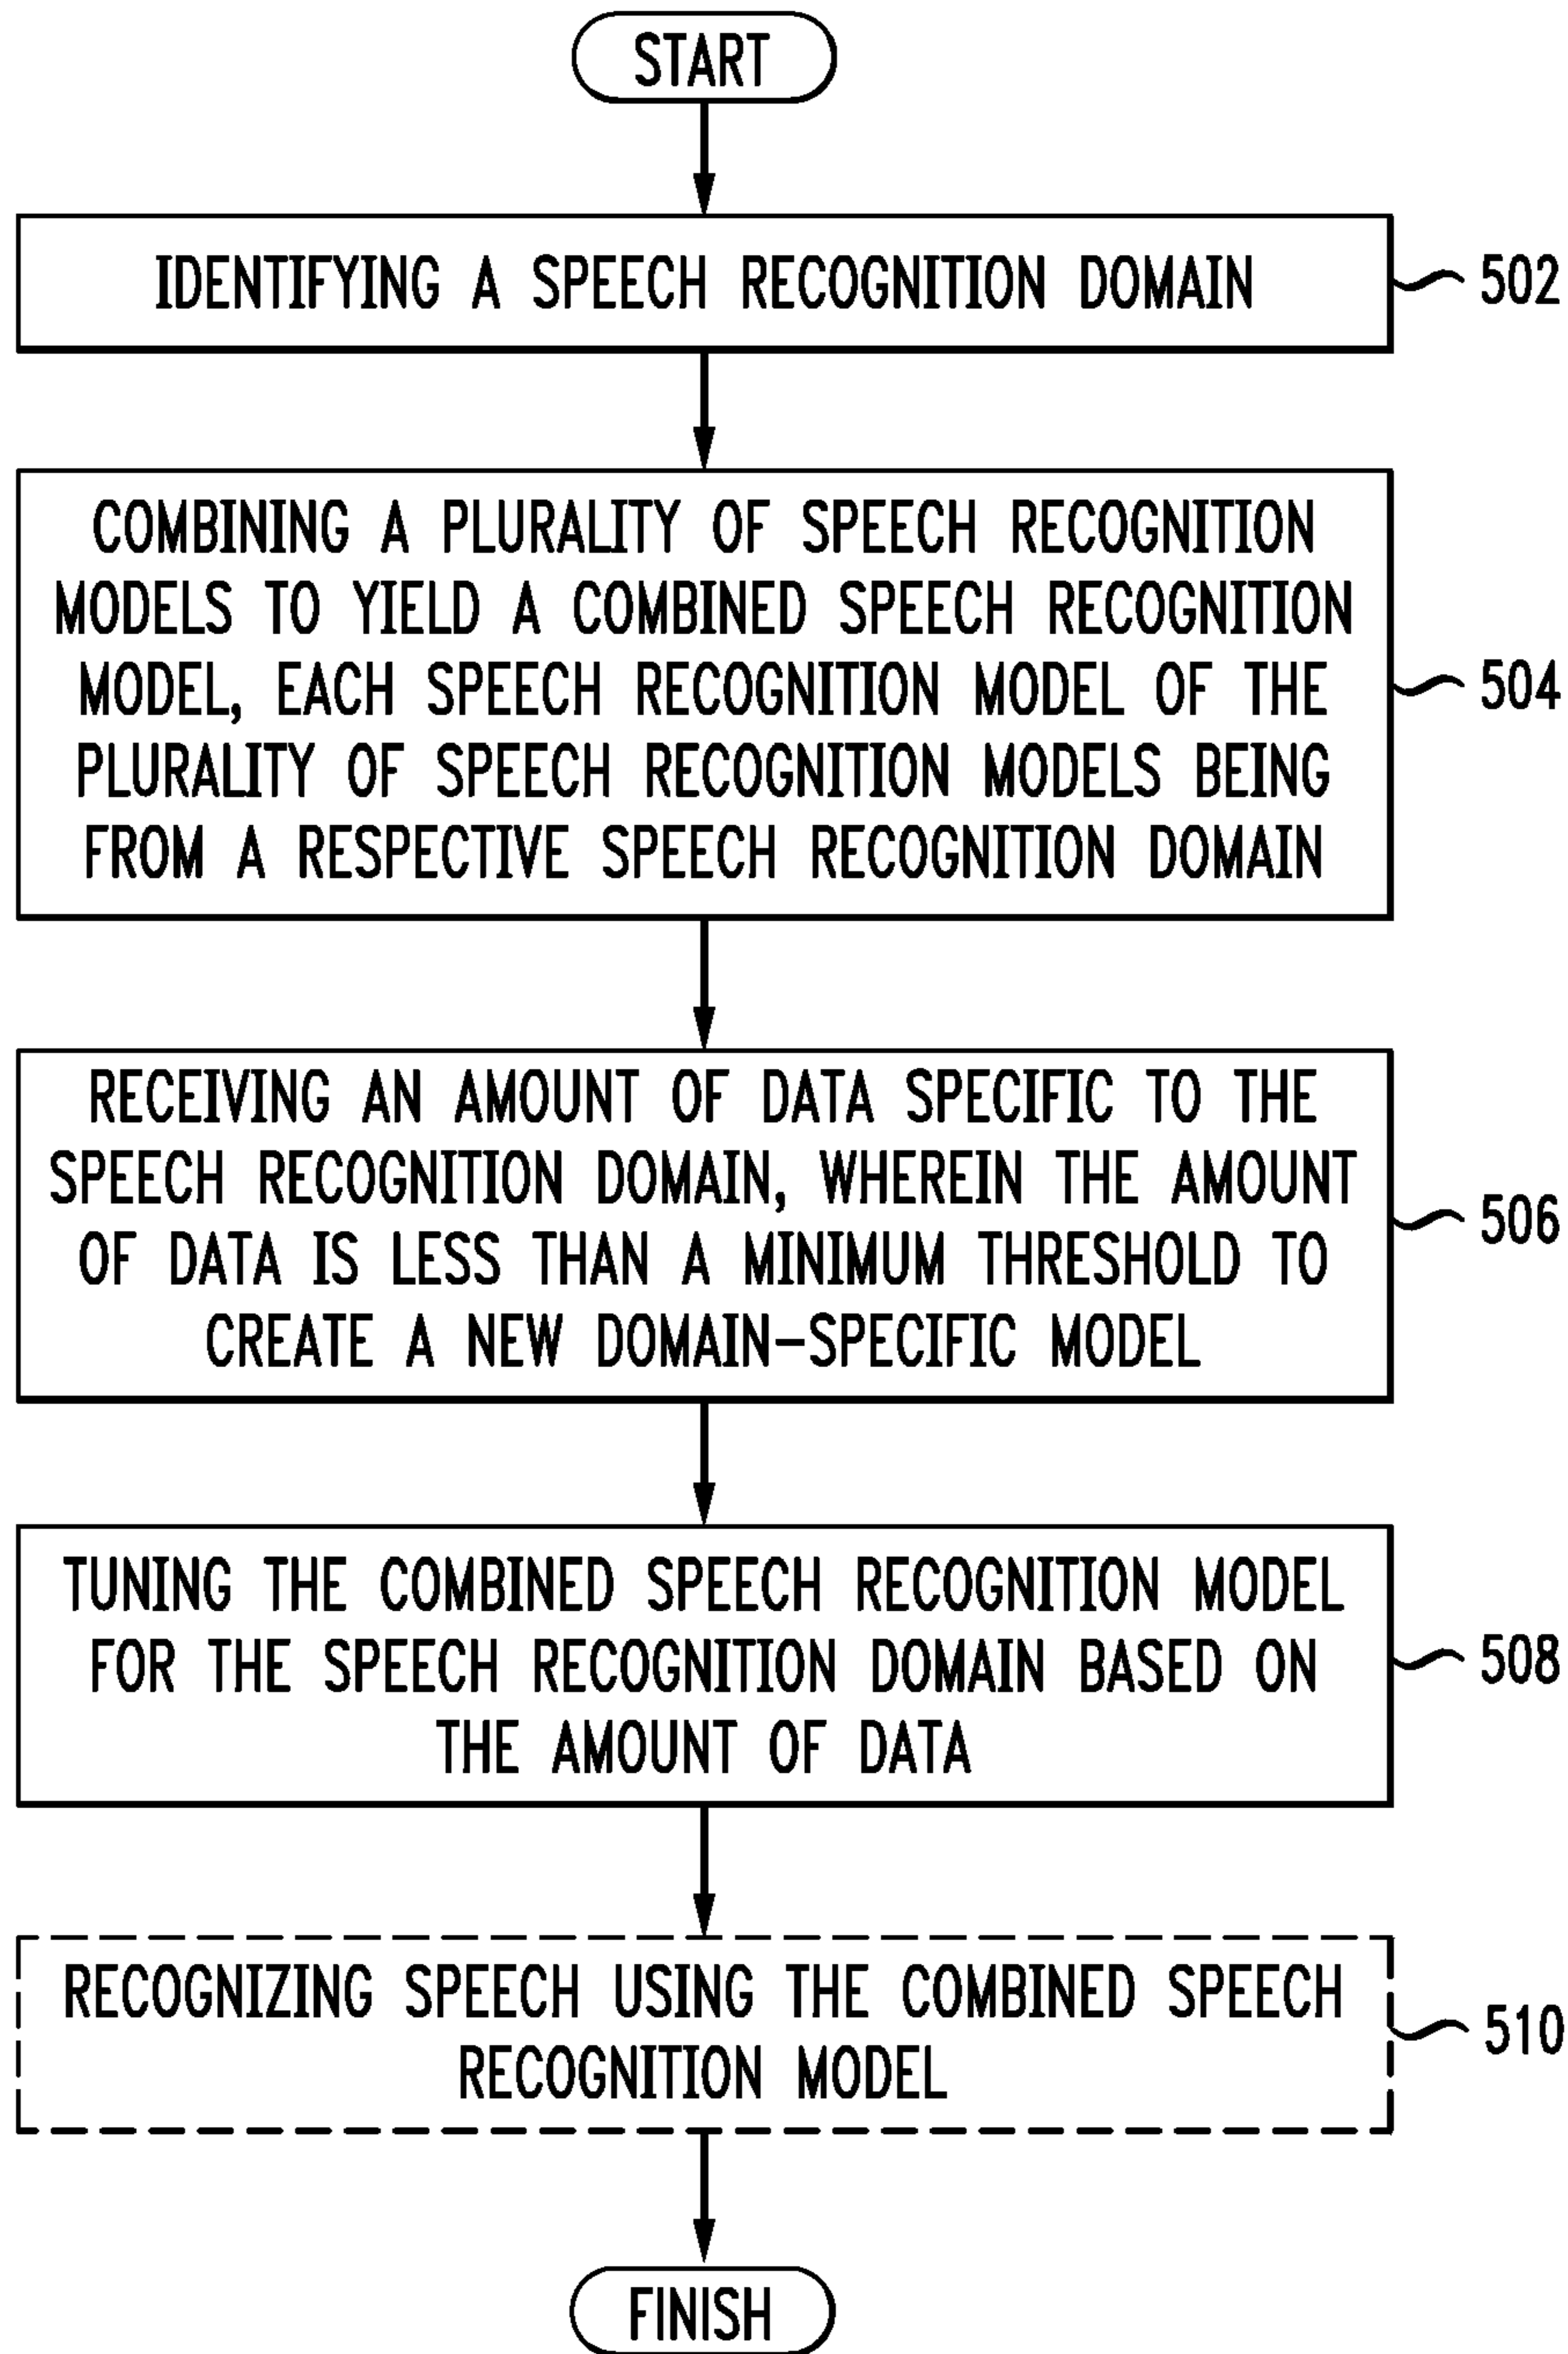 START
IDENTIFYING A SPEECH RECOGNITION DOMAIN
502
COMBINING A PLURALITY OF SPEECH RECOGNITION
MODELS TO YIELD A COMBINED SPEECH RECOGNITION
MODEL, EACH SPEECH RECOGNITION MODEL OF THE
PLURALITY OF SPEECH RECOGNITION MODELS BEING
FROM A RESPECTIVE SPEECH RECOGNITION DOMAIN
504
RECEIVING AN AMOUNT OF DATA SPECIFIC TO THE
SPEECH RECOGNITION DOMAIN, WHEREIN THE AMOUNT
OF DATA IS LESS THAN A MINIMUM THRESHOLD TO
CREATE A NEW DOMAIN-SPECIFIC MODEL
506
TUNING THE COMBINED SPEECH RECOGNITION MODEL
FOR THE SPEECH RECOGNITION DOMAIN BASED ON
THE AMOUNT OF DATA
508
RECOGNIZING SPEECH USING THE COMBINED SPEECH
RECOGNITION MODEL
510
FINISH